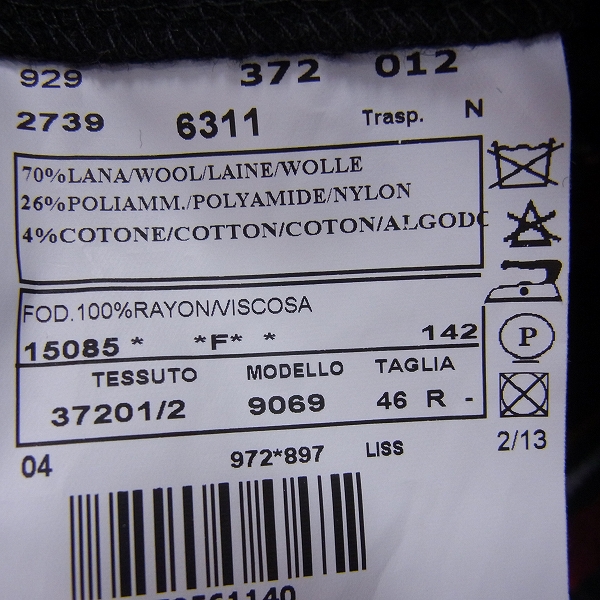 929 372 012
2739 6311 Trasp. N
70%LANA/WOOL/LAINE/WOLLE
26%POLIAMM./POLYAMIDE/NYLON
4%COTONE/COTTON/COTON/ALGODC
FOD.100%RAYON/VISCOSA
15085 * *F* * 142
TESSUTO MODELLO TAGLIA
37201/2 9069 46 R -
P
04 972*897 LISS 2/13